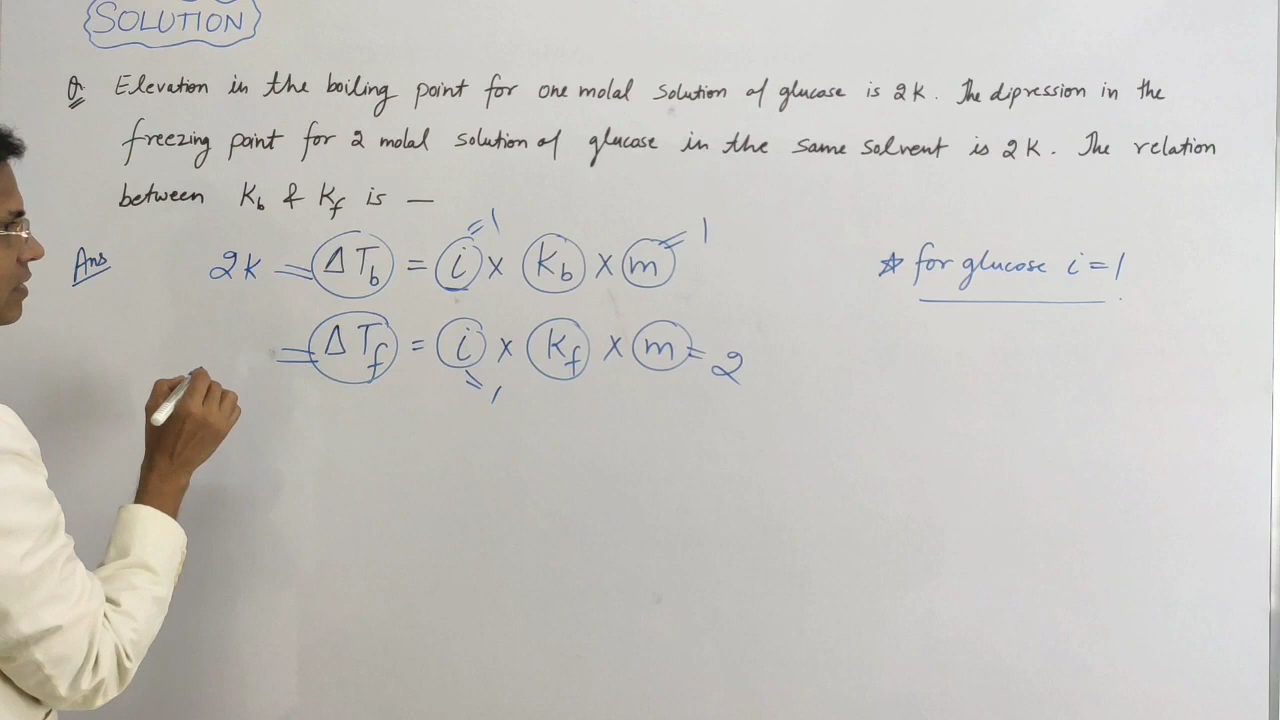 SOLUTION
Q Elevation in the boiling point for one molal solution of glucose is 2K. The dipression in the
freezing point for 2 molal solution of glucose in the same solvent is 2K. The relation
between Kb & Kf is —
Ans 2K = ΔTb = i = 1 × Kb × m = 1
☆ for glucose i = 1
= ΔTf = i = 1 × Kf × m = 2